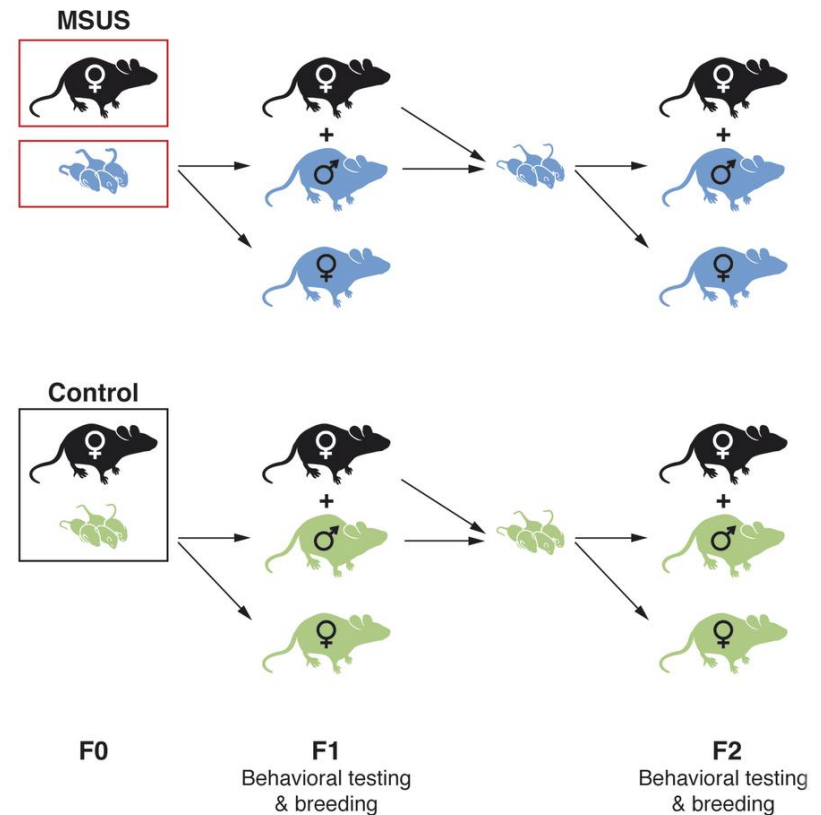 MSUS
♀
♀
+
♂
♀
♀
+
♂
♀
Control
♀
♀
+
♂
♀
♀
+
♂
♀
F0
F1
F2
Behavioral testing
& breeding
Behavioral testing
& breeding